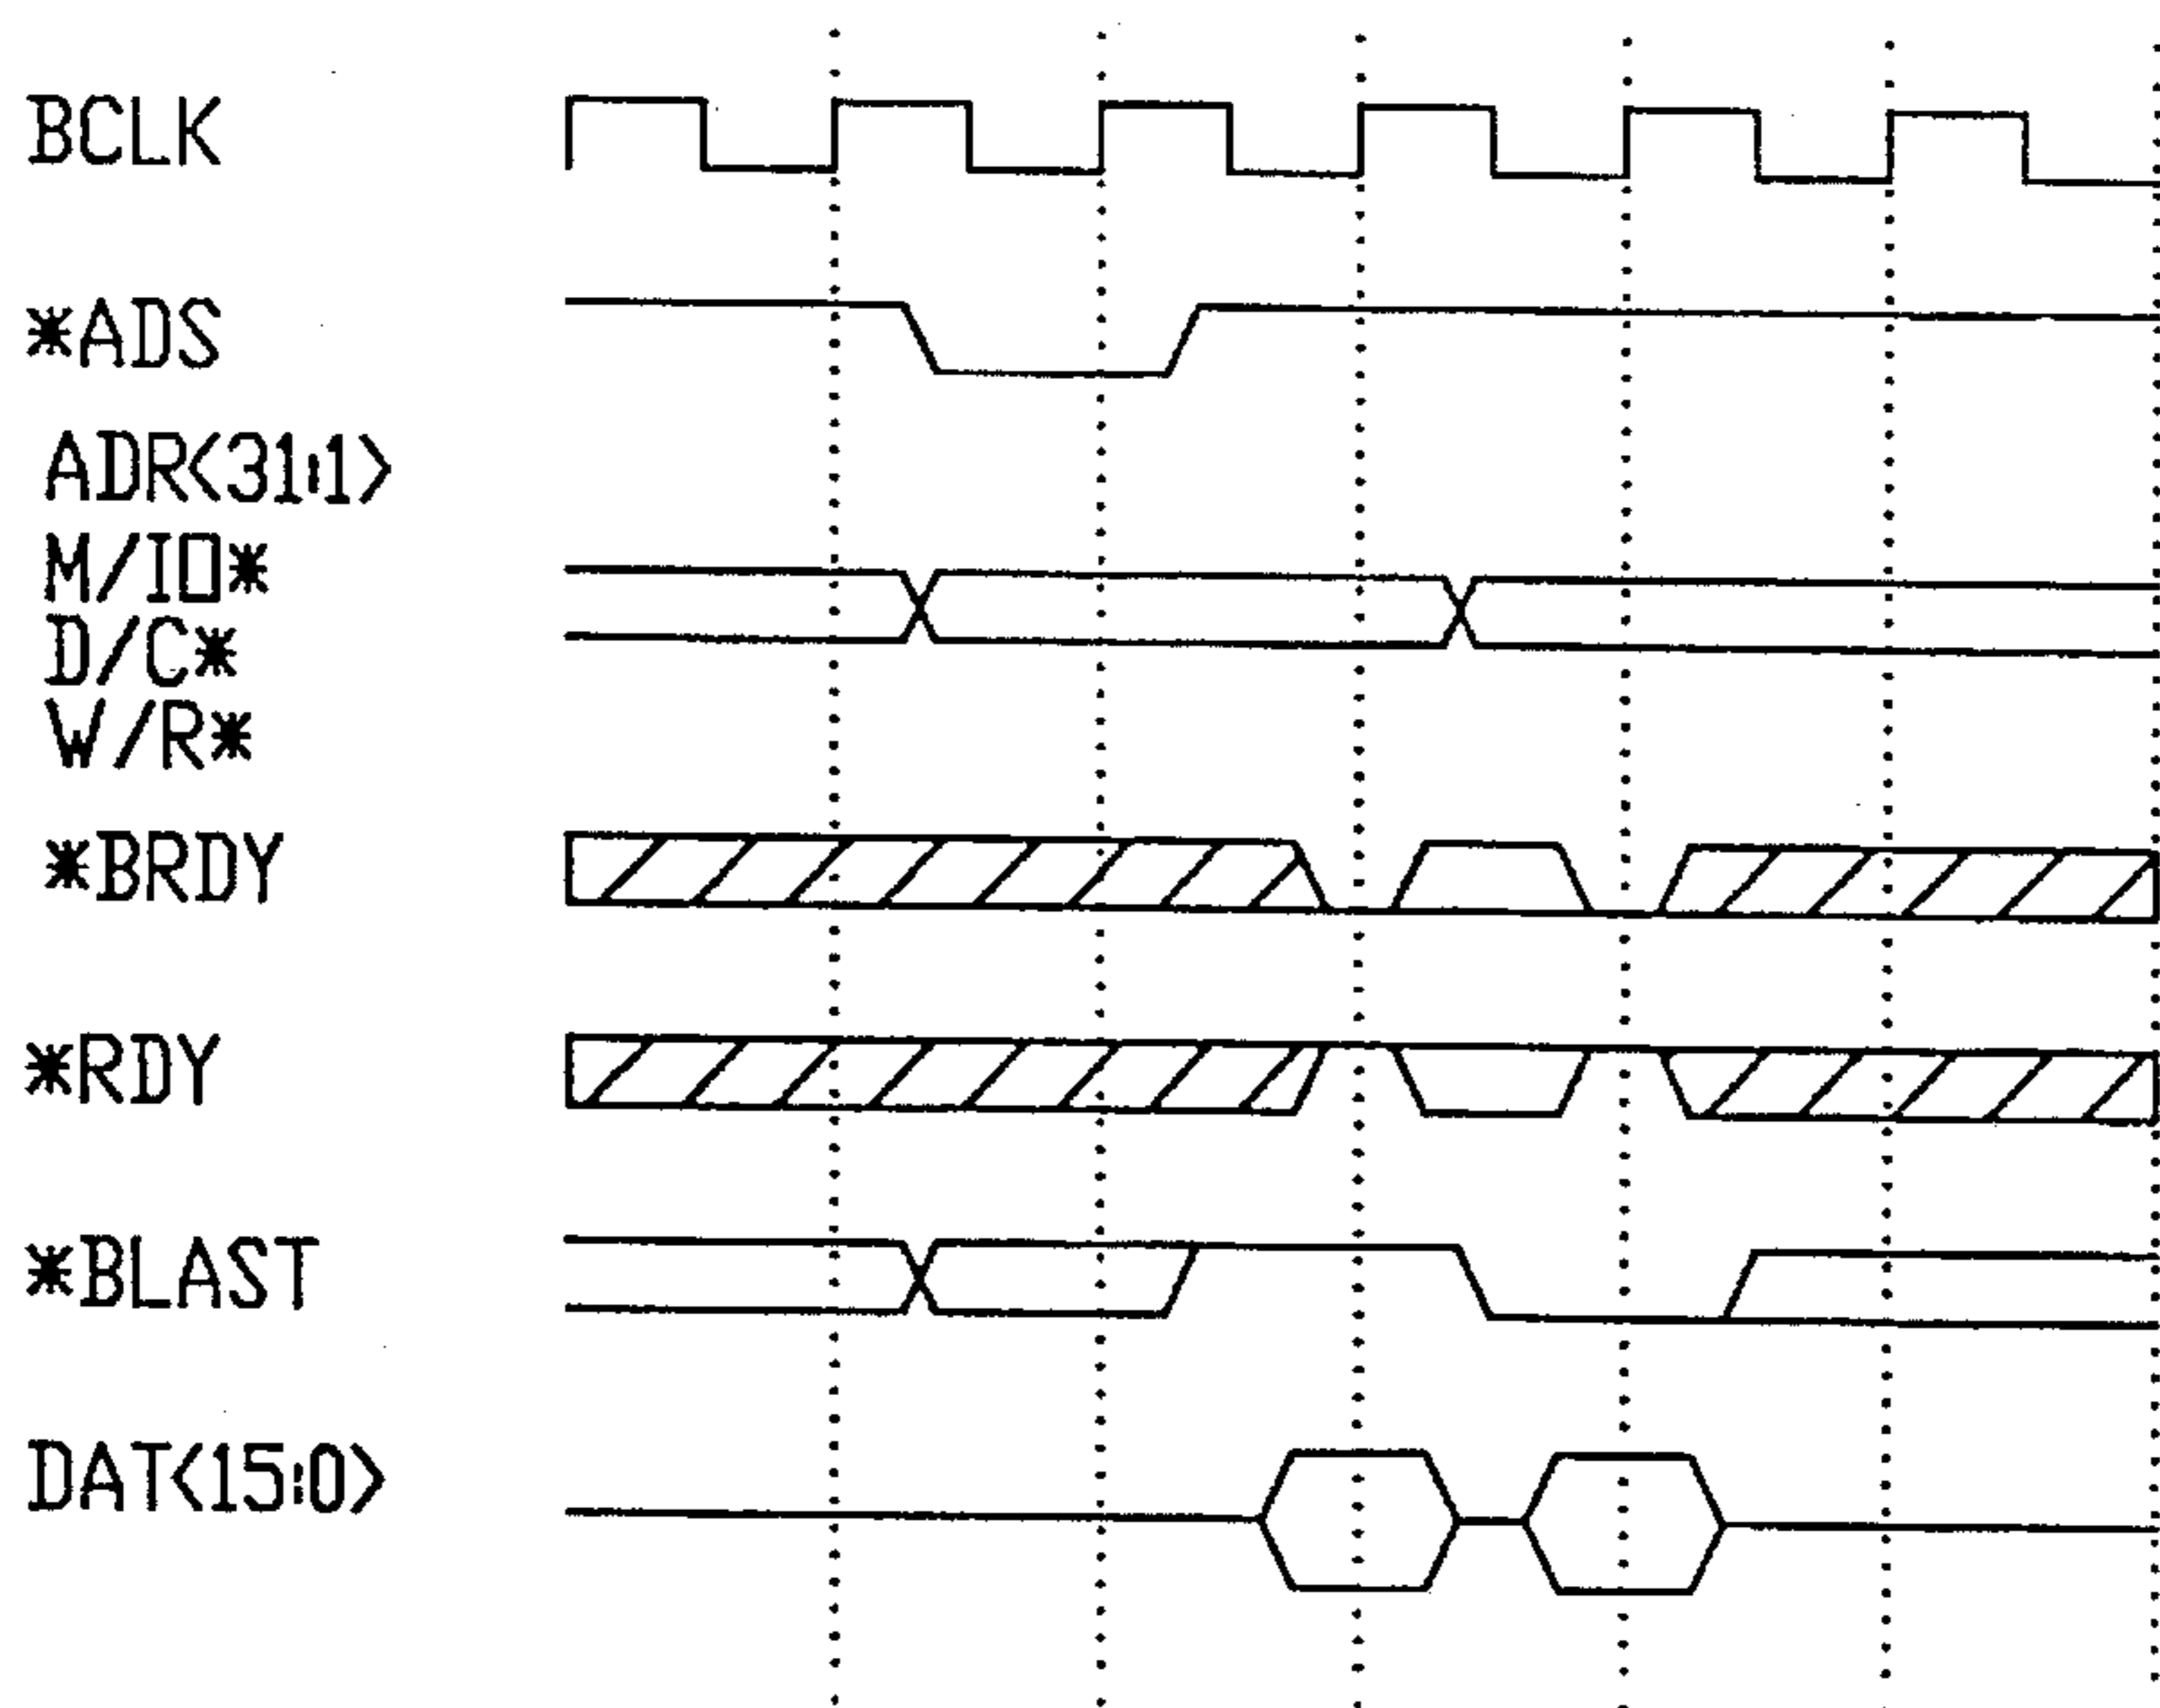 BCLK
*ADS
ADR<31:1>
M/IO*
D/C*
W/R*
*BRDY
*RDY
*BLAST
DAT<15:0>